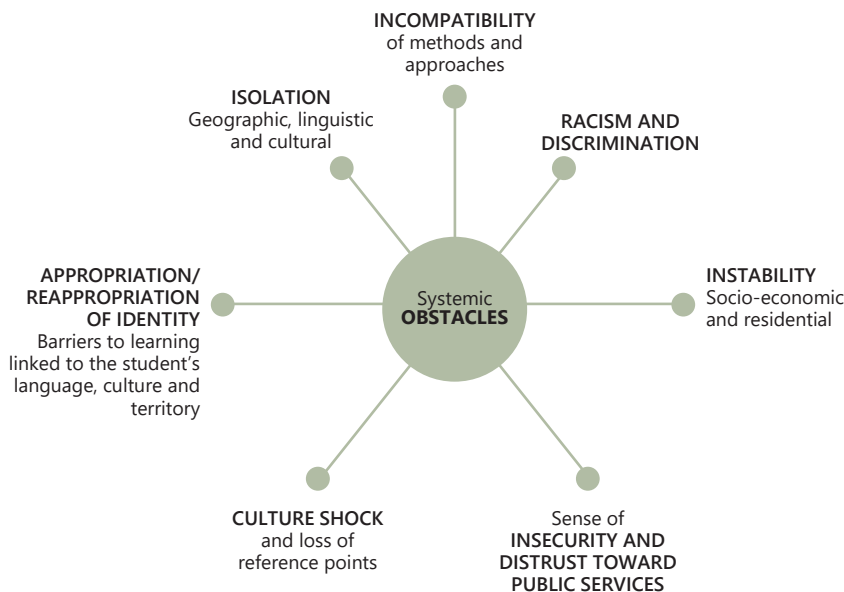 INCOMPATIBILITY
of methods and
approaches
ISOLATION
Geographic, linguistic
and cultural
RACISM AND
DISCRIMINATION
APPROPRIATION/
REAPPROPRIATION
OF IDENTITY
Barriers to learning
linked to the student’s
language, culture and
territory
Systemic
OBSTACLES
INSTABILITY
Socio-economic
and residential
CULTURE SHOCK
and loss of
reference points
Sense of
INSECURITY AND
DISTRUST TOWARD
PUBLIC SERVICES